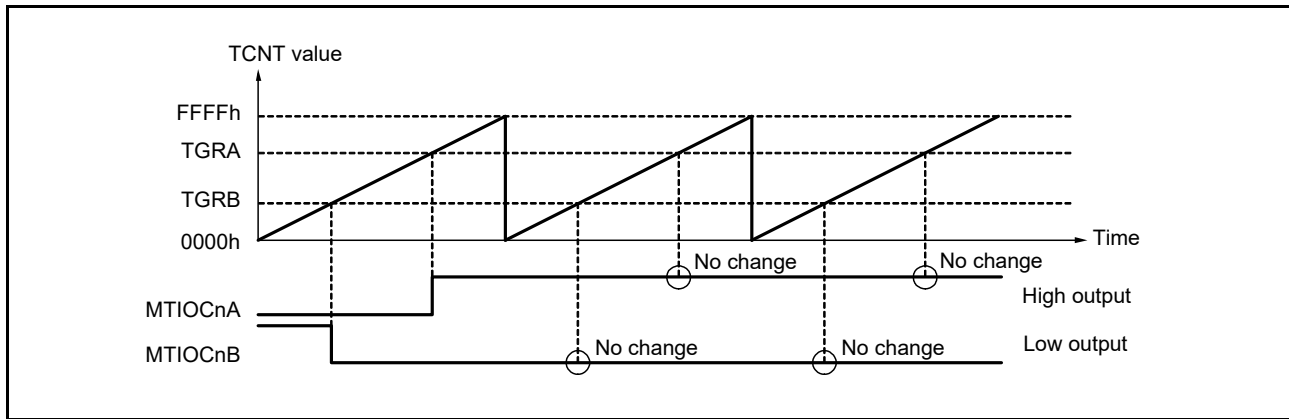 TCNT value
FFFFh
TGRA
TGRB
0000h
Time
No change
No change
High output
MTIOCnA
No change
No change
Low output
MTIOCnB